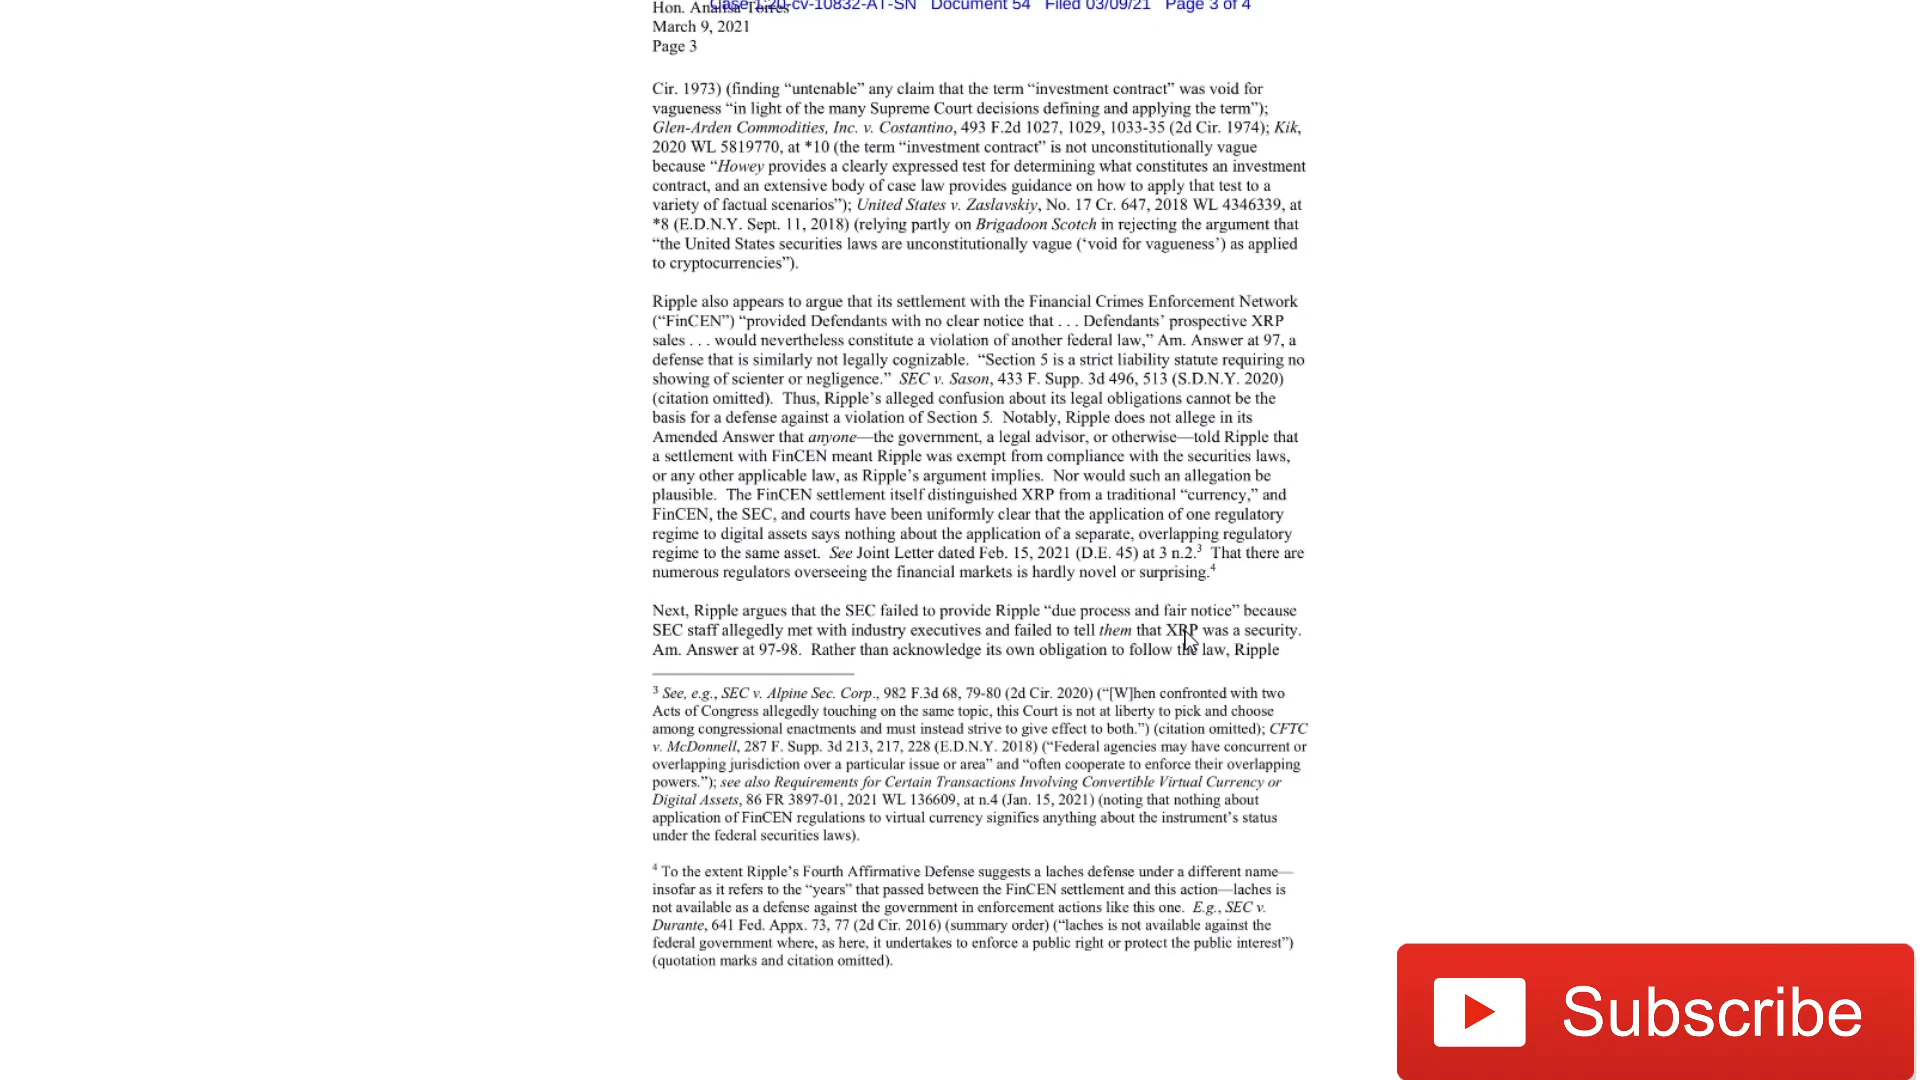 Case 1:20-cv-10832-AT-SN Document 54 Filed 03/09/21 Page 3 of 4
Hon. Analisa Torres
March 9, 2021
Page 3
Cir. 1973) (finding “untenable” any claim that the term “investment contract” was void for
vagueness “in light of the many Supreme Court decisions defining and applying the term”);
Glen-Arden Commodities, Inc. v. Costantino, 493 F.2d 1027, 1029, 1033-35 (2d Cir. 1974); Kik,
2020 WL 5819770, at *10 (the term “investment contract” is not unconstitutionally vague
because “Howey provides a clearly expressed test for determining what constitutes an investment
contract, and an extensive body of case law provides guidance on how to apply that test to a
variety of factual scenarios”); United States v. Zaslavskiy, No. 17 Cr. 647, 2018 WL 4346339, at
*8 (E.D.N.Y. Sept. 11, 2018) (relying partly on Brigadoon Scotch in rejecting the argument that
“the United States securities laws are unconstitutionally vague (‘void for vagueness’) as applied
to cryptocurrencies”).
Ripple also appears to argue that its settlement with the Financial Crimes Enforcement Network
(“FinCEN”) “provided Defendants with no clear notice that . . . Defendants’ prospective XRP
sales . . . would nevertheless constitute a violation of another federal law,” Am. Answer at 97, a
defense that is similarly not legally cognizable. “Section 5 is a strict liability statute requiring no
showing of scienter or negligence.” SEC v. Sason, 433 F. Supp. 3d 496, 513 (S.D.N.Y. 2020)
(citation omitted). Thus, Ripple’s alleged confusion about its legal obligations cannot be the
basis for a defense against a violation of Section 5. Notably, Ripple does not allege in its
Amended Answer that anyone—the government, a legal advisor, or otherwise—told Ripple that
a settlement with FinCEN meant Ripple was exempt from compliance with the securities laws,
or any other applicable law, as Ripple’s argument implies. Nor would such an allegation be
plausible. The FinCEN settlement itself distinguished XRP from a traditional “currency,” and
FinCEN, the SEC, and courts have been uniformly clear that the application of one regulatory
regime to digital assets says nothing about the application of a separate, overlapping regulatory
regime to the same asset. See Joint Letter dated Feb. 15, 2021 (D.E. 45) at 3 n.2.3 That there are
numerous regulators overseeing the financial markets is hardly novel or surprising.4
Next, Ripple argues that the SEC failed to provide Ripple “due process and fair notice” because
SEC staff allegedly met with industry executives and failed to tell them that XRP was a security.
Am. Answer at 97-98. Rather than acknowledge its own obligation to follow the law, Ripple
3 See, e.g., SEC v. Alpine Sec. Corp., 982 F.3d 68, 79-80 (2d Cir. 2020) (“[W]hen confronted with two
Acts of Congress allegedly touching on the same topic, this Court is not at liberty to pick and choose
among congressional enactments and must instead strive to give effect to both.”) (citation omitted); CFTC
v. McDonnell, 287 F. Supp. 3d 213, 217, 228 (E.D.N.Y. 2018) (“Federal agencies may have concurrent or
overlapping jurisdiction over a particular issue or area” and “often cooperate to enforce their overlapping
powers.”); see also Requirements for Certain Transactions Involving Convertible Virtual Currency or
Digital Assets, 86 FR 3897-01, 2021 WL 136609, at n.4 (Jan. 15, 2021) (noting that nothing about
application of FinCEN regulations to virtual currency signifies anything about the instrument’s status
under the federal securities laws).
4 To the extent Ripple’s Fourth Affirmative Defense suggests a laches defense under a different name—
insofar as it refers to the “years” that passed between the FinCEN settlement and this action—laches is
not available as a defense against the government in enforcement actions like this one. E.g., SEC v.
Durante, 641 Fed. Appx. 73, 77 (2d Cir. 2016) (summary order) (“laches is not available against the
federal government where, as here, it undertakes to enforce a public right or protect the public interest”)
(quotation marks and citation omitted).
Subscribe